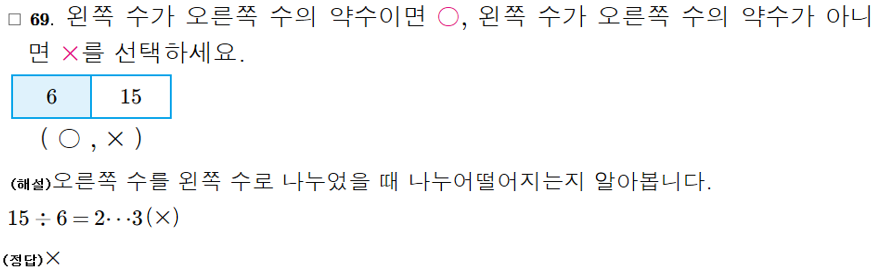 □ 69. 왼쪽 수가 오른쪽 수의 약수이면 ○, 왼쪽 수가 오른쪽 수의 약수가 아니
면 ×를 선택하세요.
6 15
( ○ , × )
(해설)오른쪽 수를 왼쪽 수로 나누었을 때 나누어떨어지는지 알아봅니다.
15 ÷ 6 = 2···3(×)
(정답)×